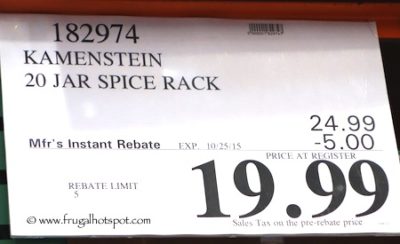 182974
KAMENSTEIN
20 JAR SPICE RACK
24.99
Mfr's Instant Rebate EXP. 10/25/15 -5.00
PRICE AT REGISTER
REBATE LIMIT
5
19.99
Sales Tax on the pre-rebate price
© www.frugalhotspot.com